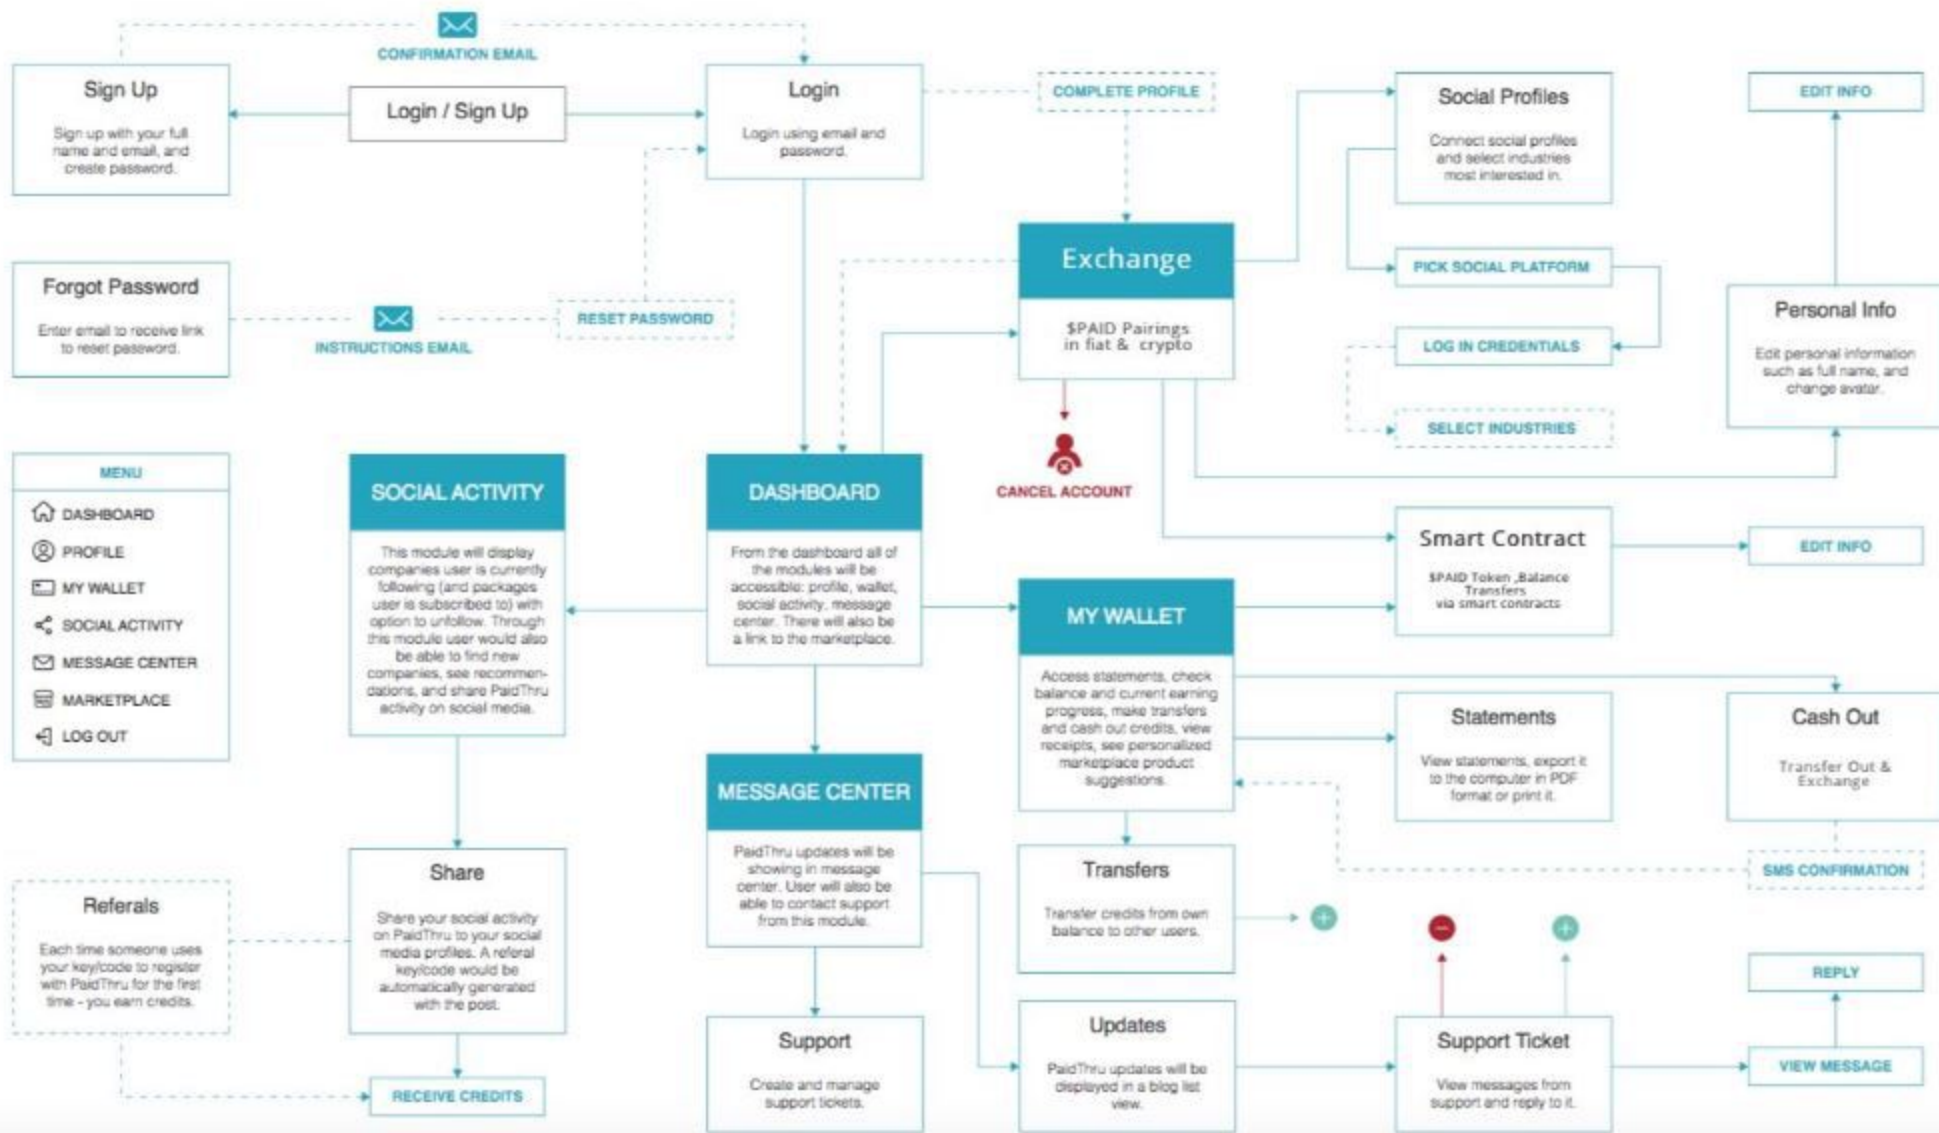 CONFIRMATION EMAIL
Sign Up
Sign up with your full
name and email, and
create password.
Login / Sign Up
Login
Login using email and
password.
COMPLETE PROFILE
Social Profiles
Connect social profiles
and select industries
most interested in.
EDIT INFO
Forgot Password
Enter email to receive link
to reset password.
INSTRUCTIONS EMAIL
RESET PASSWORD
Exchange
$PAID Pairings
in fiat & crypto
CANCEL ACCOUNT
PICK SOCIAL PLATFORM
LOG IN CREDENTIALS
SELECT INDUSTRIES
Personal Info
Edit personal information
such as full name, and
change avatar.
MENU
DASHBOARD
PROFILE
MY WALLET
SOCIAL ACTIVITY
MESSAGE CENTER
MARKETPLACE
LOG OUT
SOCIAL ACTIVITY
This module will display
companies user is currently
following (and packages
user is subscribed to) with
option to unfollow. Through
this module user would also
be able to find new
companies, see recommen-
dations, and share PaidThru
activity on social media.
DASHBOARD
From the dashboard all of
the modules will be
accessible: profile, wallet,
social activity, message
center. There will also be
a link to the marketplace.
MY WALLET
Access statements, check
balance and current earning
progress, make transfers
and cash out credits, view
receipts, see personalized
marketplace product
suggestions.
Smart Contract
$PAID Token ,Balance
Transfers
via smart contracts
EDIT INFO
Statements
View statements, export it
to the computer in PDF
format or print it.
Cash Out
Transfer Out &
Exchange
SMS CONFIRMATION
MESSAGE CENTER
PaidThru updates will be
showing in message
center. User will also be
able to contact support
from this module.
Transfers
Transfer credits from own
balance to other users.
Referals
Each time someone uses
your key/code to register
with PaidThru for the first
time - you earn credits.
Share
Share your social activity
on PaidThru to your social
media profiles. A referal
key/code would be
automatically generated
with the post.
RECEIVE CREDITS
Support
Create and manage
support tickets.
Updates
PaidThru updates will be
displayed in a blog list
view.
Support Ticket
View messages from
support and reply to it.
REPLY
VIEW MESSAGE